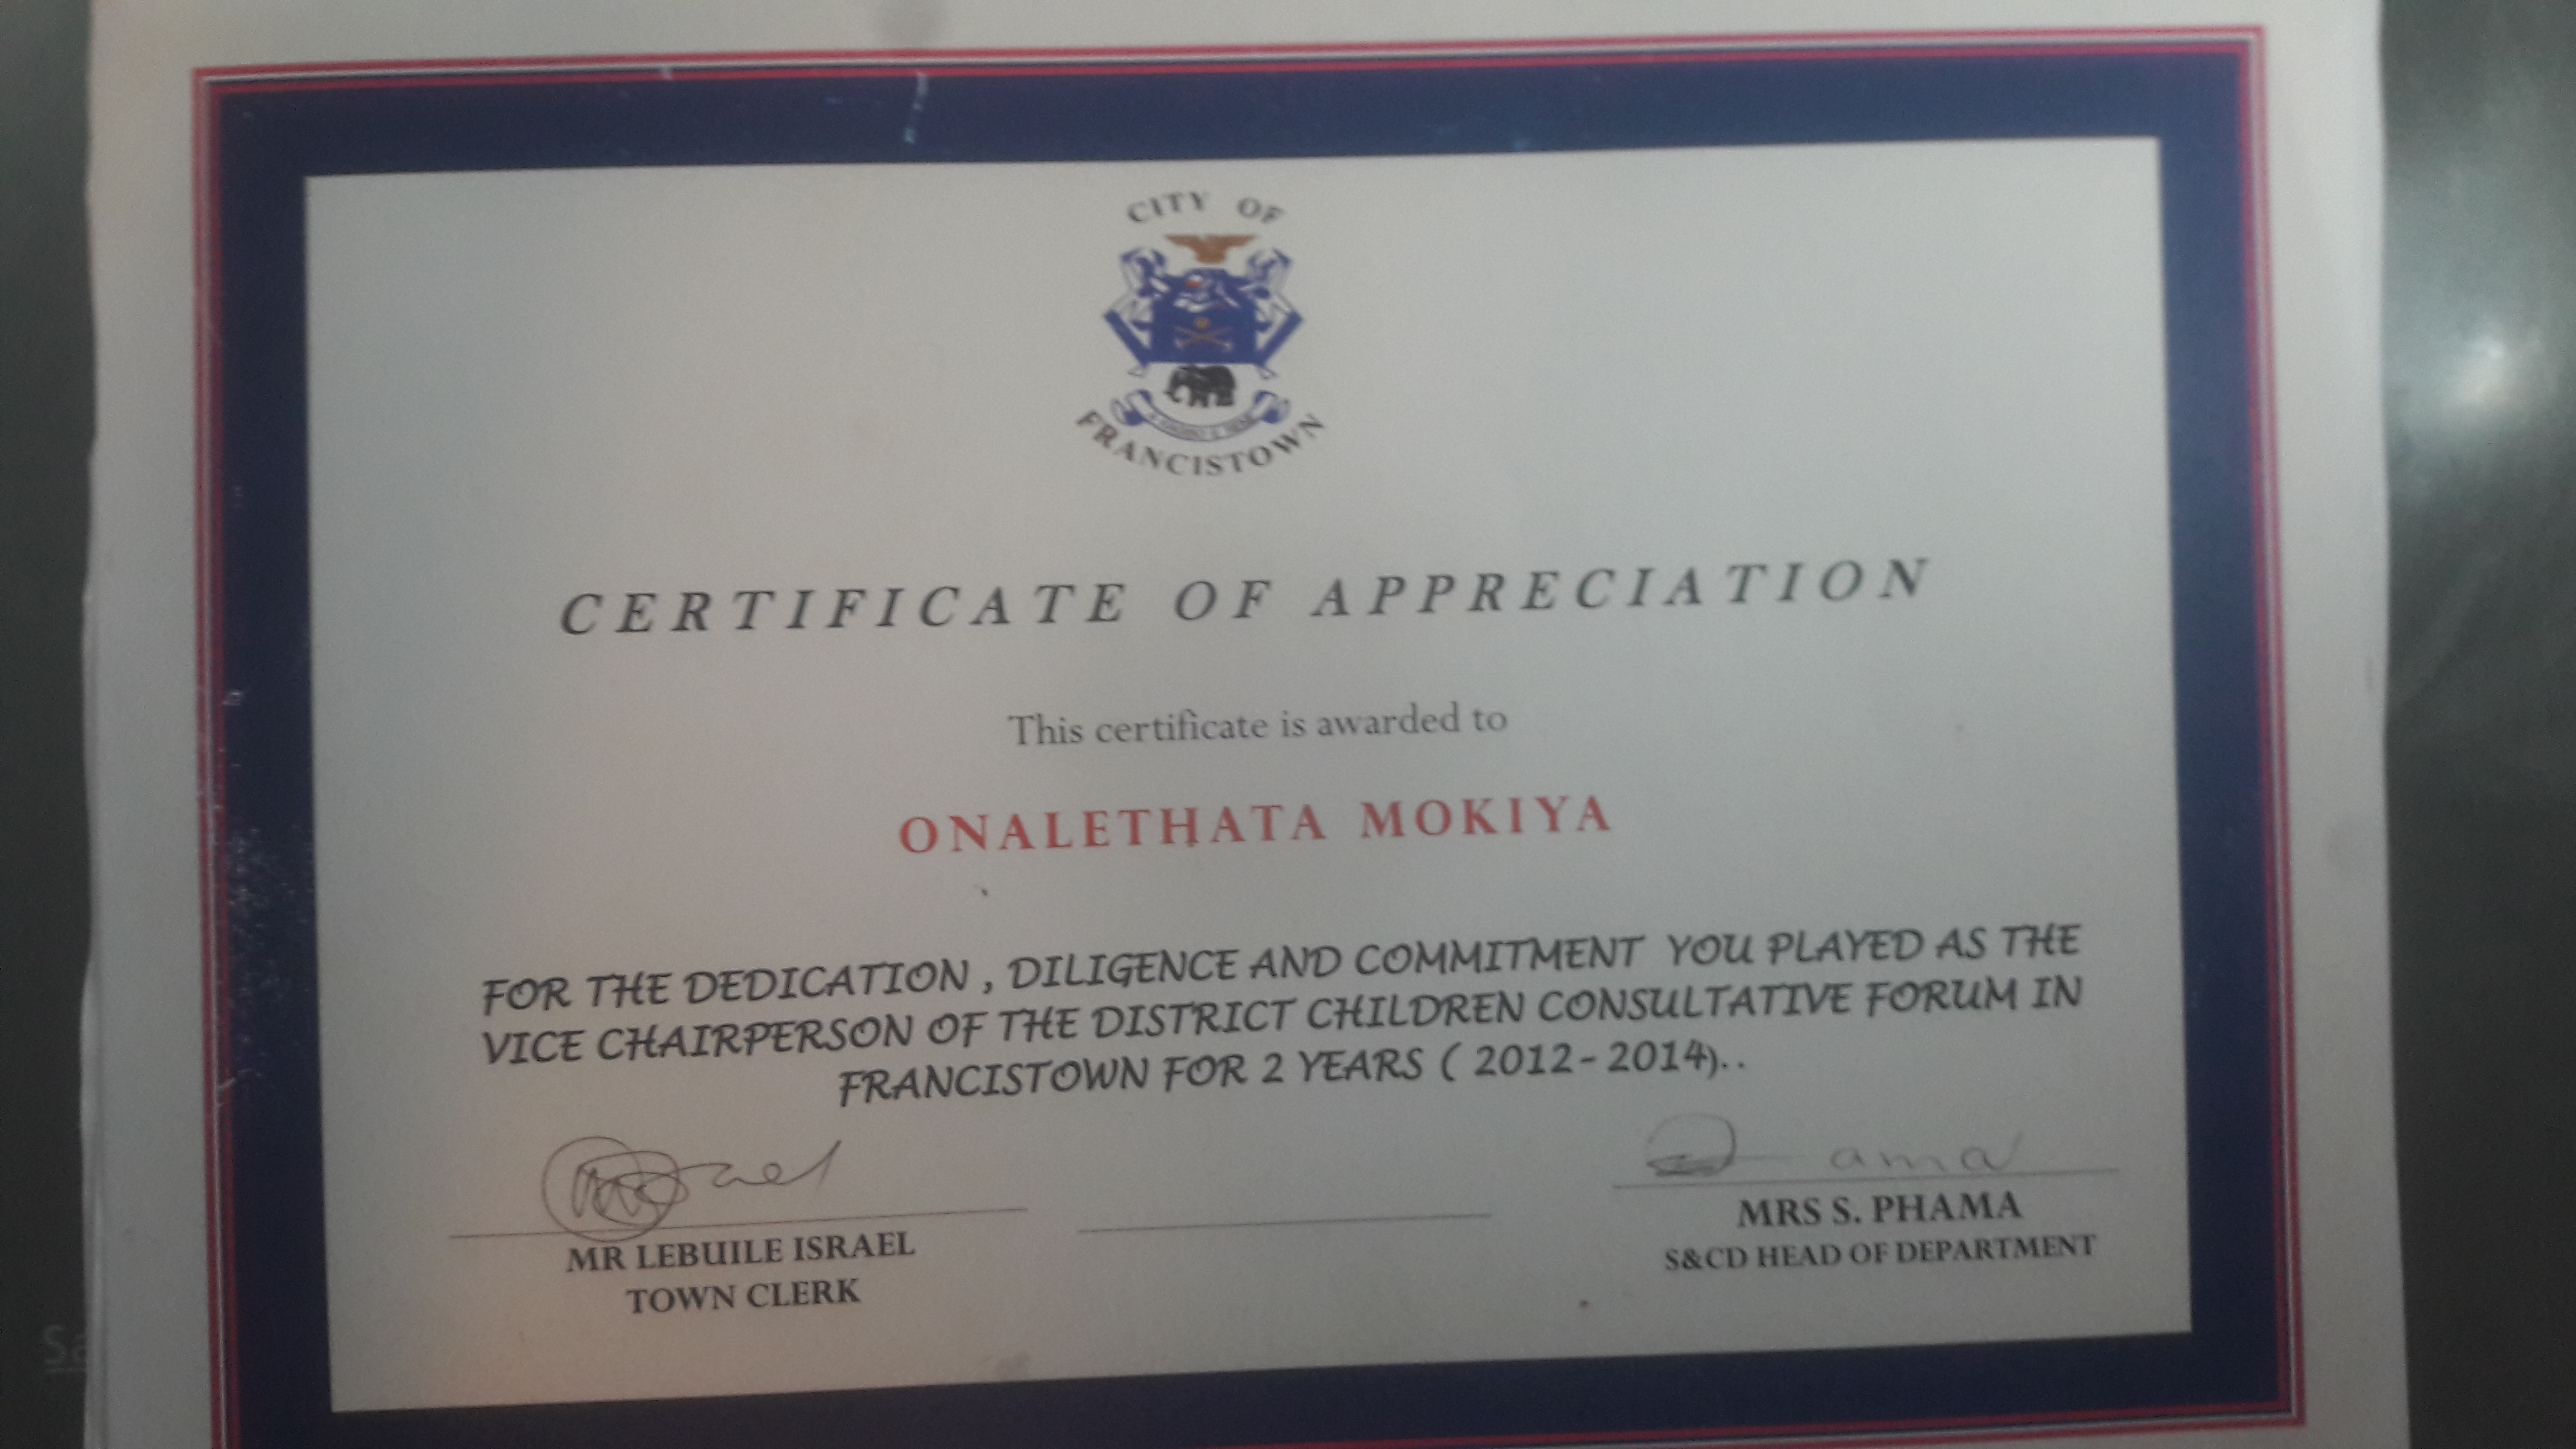 CITY OF
FRANCISTOWN
CERTIFICATE OF APPRECIATION
This certificate is awarded to
ONALETHATA MOKIYA
FOR THE DEDICATION , DILIGENCE AND COMMITMENT YOU PLAYED AS THE
VICE CHAIRPERSON OF THE DISTRICT CHILDREN CONSULTATIVE FORUM IN
FRANCISTOWN FOR 2 YEARS ( 2012-2014)..
MR LEBUILE ISRAEL
TOWN CLERK
MRS S. PHAMA
S&CD HEAD OF DEPARTMENT